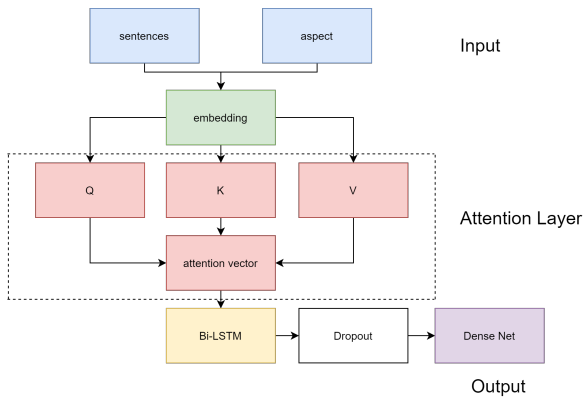 sentences
aspect
Input
embedding
Q
K
V
Attention Layer
attention vector
Bi-LSTM
Dropout
Dense Net
Output